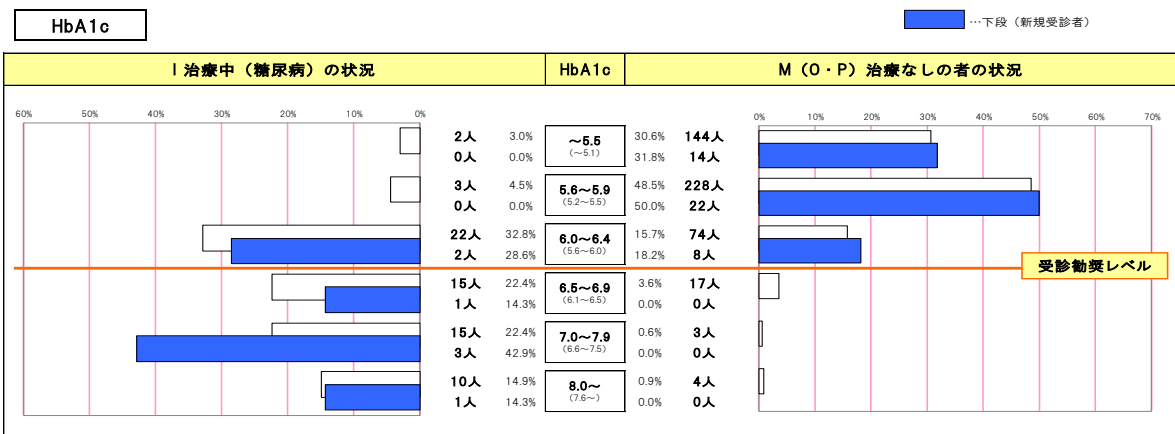 HbA1c
…下段（新規受診者）
I 治療中（糖尿病）の状況 HbA1c M（O・P）治療なしの者の状況
60% 50% 40% 30% 20% 10% 0% 0% 10% 20% 30% 40% 50% 60% 70%
2人 3.0% ～5.5 30.6% 144人
0人 0.0% （～5.1） 31.8% 14人
3人 4.5% 5.6～5.9 48.5% 228人
0人 0.0% （5.2～5.5） 50.0% 22人
22人 32.8% 6.0～6.4 15.7% 74人
2人 28.6% （5.6～6.0） 18.2% 8人
受診勧奨レベル
15人 22.4% 6.5～6.9 3.6% 17人
1人 14.3% （6.1～6.5） 0.0% 0人
15人 22.4% 7.0～7.9 0.6% 3人
3人 42.9% （6.6～7.5） 0.0% 0人
10人 14.9% 8.0～ 0.9% 4人
1人 14.3% （7.6～） 0.0% 0人